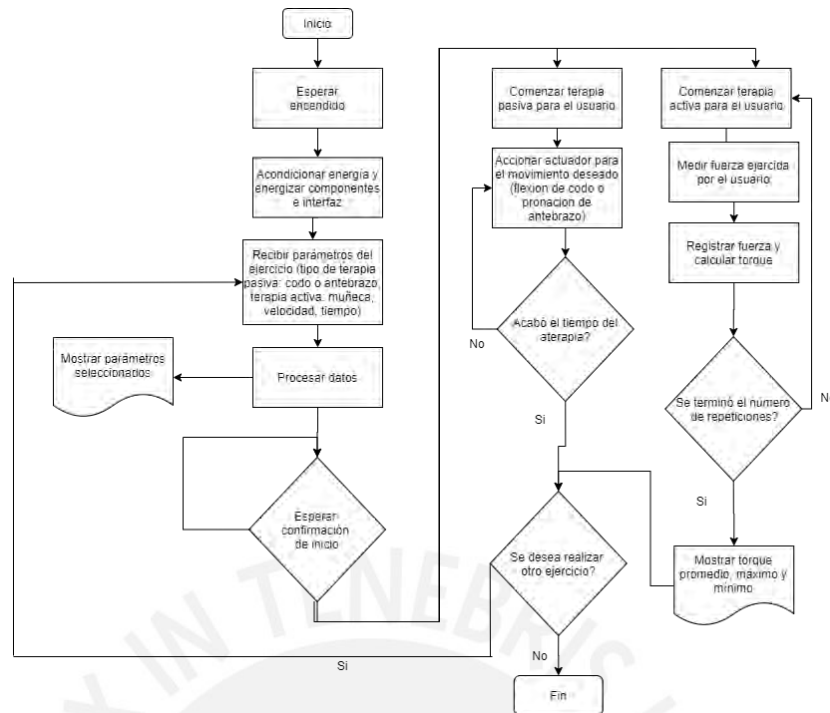 Inicio
Esperar
encendido
Acondicionar energía y
energizar componentes
e interfaz
Recibir parámetros del
ejercicio (tipo de terapia
pasiva: codo o antebrazo,
terapia activa: muñeca,
velocidad, tiempo)
Mostrar parámetros
seleccionados
Procesar datos
Esperar
confirmación
de inicio
Comenzar terapia
pasiva para el usuario
Accionar actuador para
el movimiento deseado
(flexion de codo o
pronacion de
antebrazo)
Acabó el tiempo del
aterapia?
No
Si
Comenzar terapia
activa para el usuario
Medir fuerza ejercida
por el usuario
Registrar fuerza y
calcular torque
Se terminó el número
de repeticiones?
Si
Mostrar torque
promedio, máximo y
mínimo
Se desea realizar
otro ejercicio?
Si
No
Fin
X IN TENEBRIS